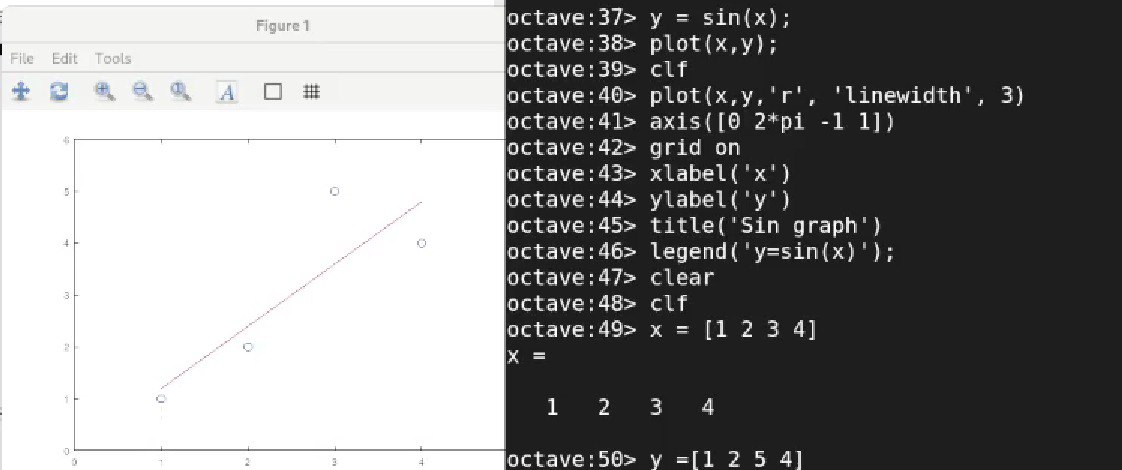 Figure 1
File Edit Tools
A
6
5
4
3
2
1
0
0 1 2 3 4
octave:37> y = sin(x);
octave:38> plot(x,y);
octave:39> clf
octave:40> plot(x,y,'r', 'linewidth', 3)
octave:41> axis([0 2*pi -1 1])
octave:42> grid on
octave:43> xlabel('x')
octave:44> ylabel('y')
octave:45> title('Sin graph')
octave:46> legend('y=sin(x)');
octave:47> clear
octave:48> clf
octave:49> x = [1 2 3 4]
x =
1 2 3 4
octave:50> y =[1 2 5 4]